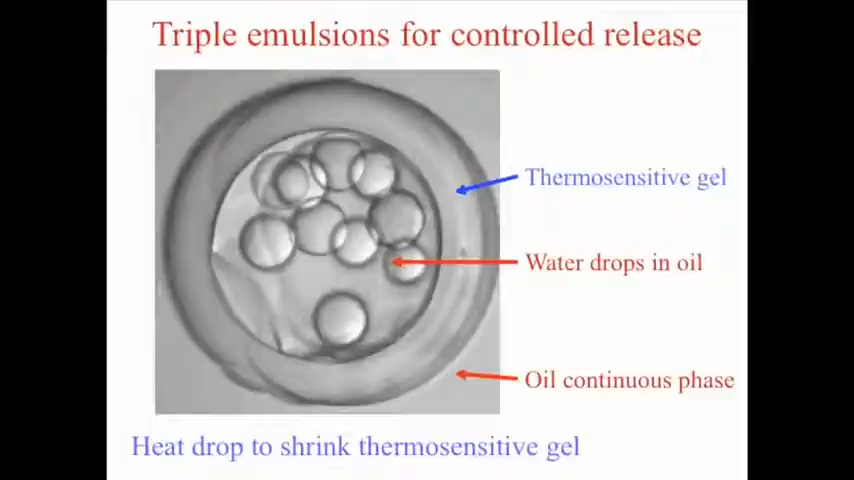 Triple emulsions for controlled release
Thermosensitive gel
Water drops in oil
Oil continuous phase
Heat drop to shrink thermosensitive gel